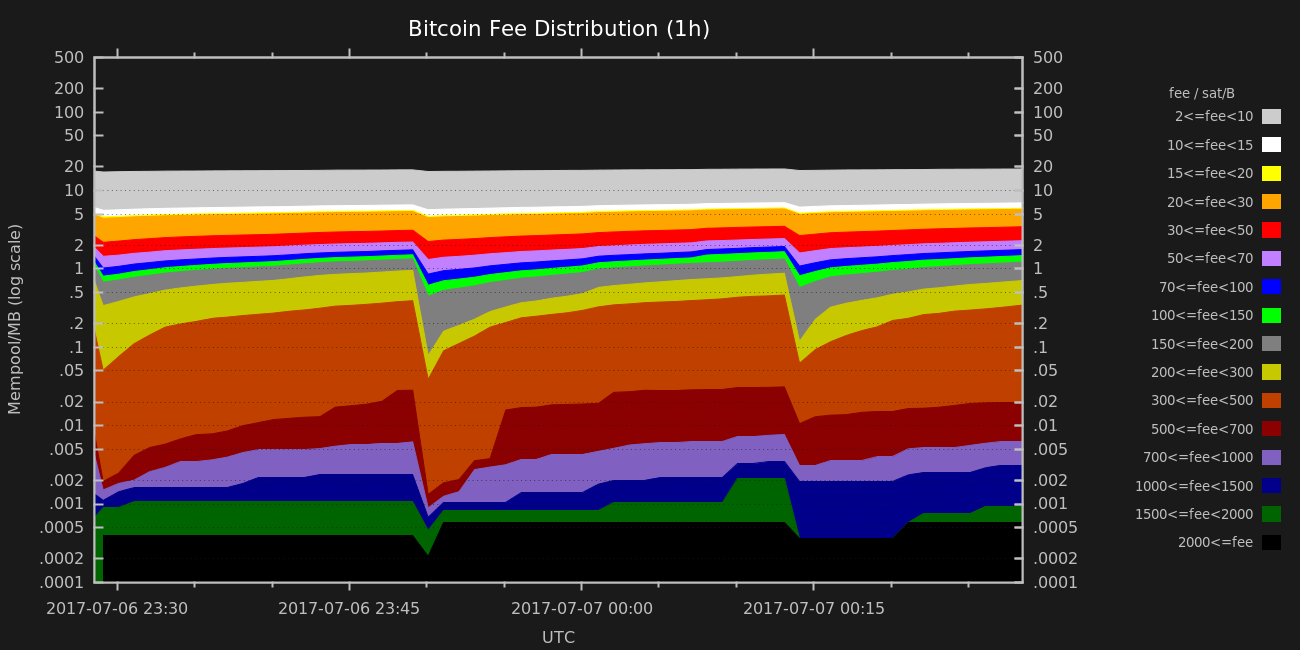 Bitcoin Fee Distribution (1h)
Mempool/MB (log scale)
500
200
100
50
20
10
5
2
1
.5
.2
.1
.05
.02
.01
.005
.002
.001
.0005
.0002
.0001
500
200
100
50
20
10
5
2
1
.5
.2
.1
.05
.02
.01
.005
.002
.001
.0005
.0002
.0001
2017-07-06 23:30 2017-07-06 23:45 2017-07-07 00:00 2017-07-07 00:15
UTC
fee / sat/B
2<=fee<10
10<=fee<15
15<=fee<20
20<=fee<30
30<=fee<50
50<=fee<70
70<=fee<100
100<=fee<150
150<=fee<200
200<=fee<300
300<=fee<500
500<=fee<700
700<=fee<1000
1000<=fee<1500
1500<=fee<2000
2000<=fee